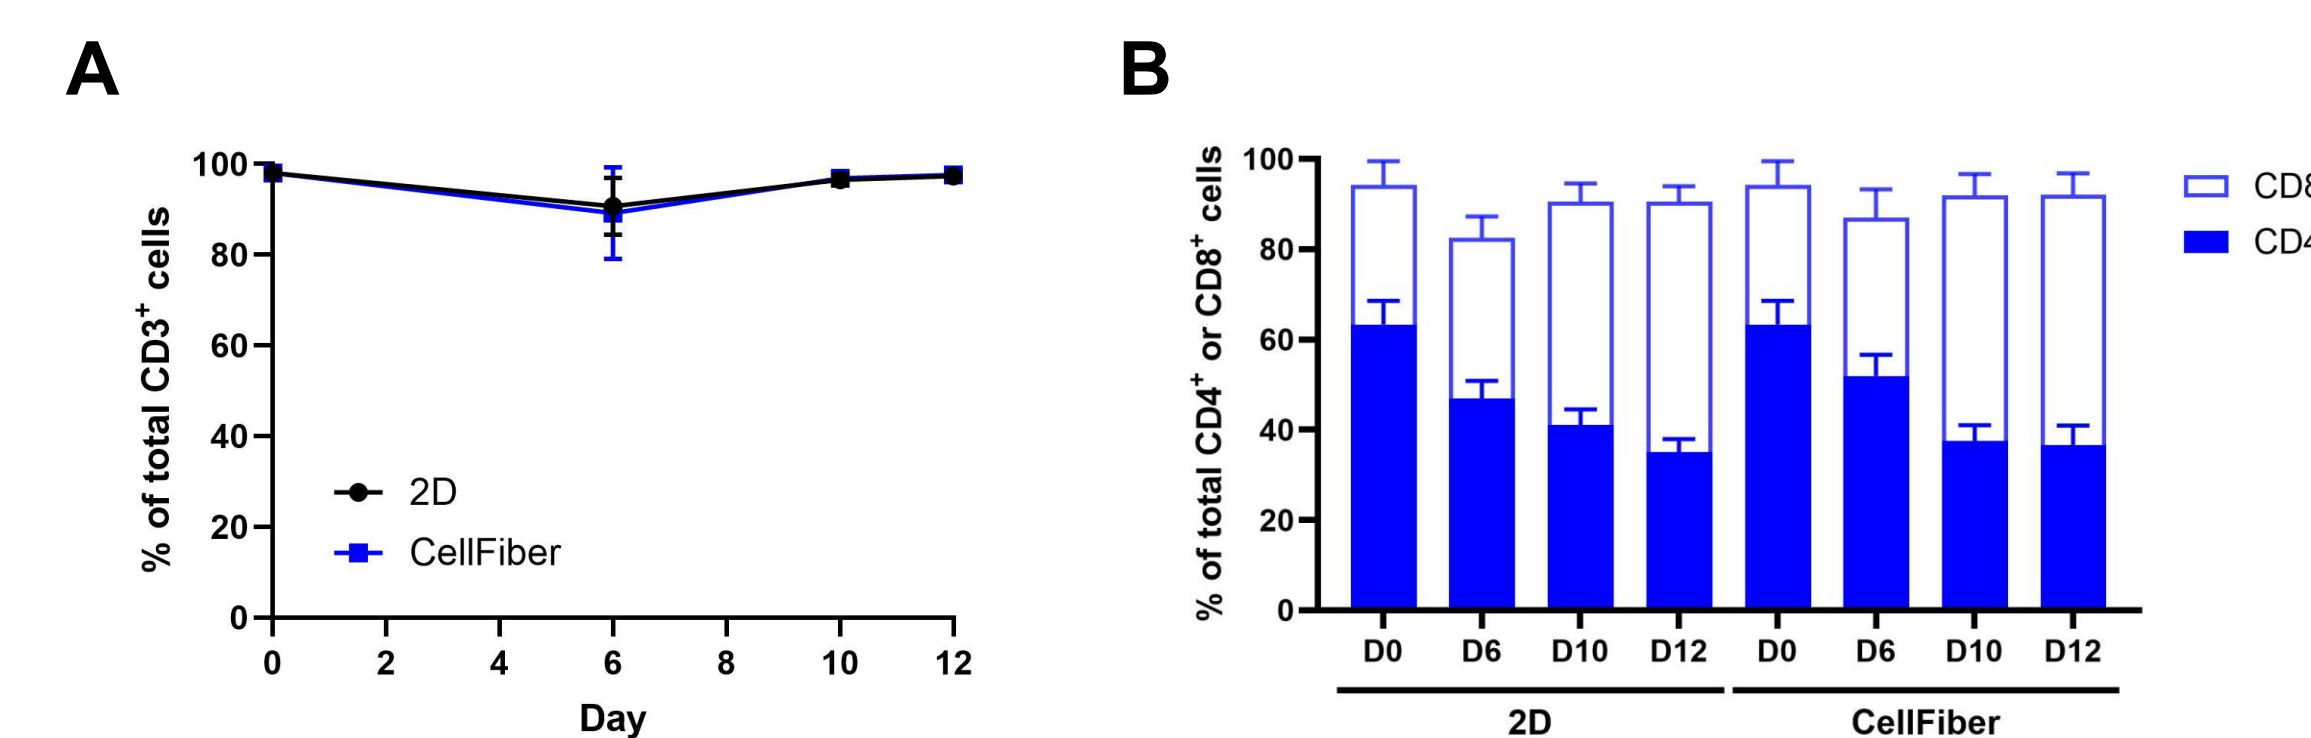 A
B
% of total CD3+ cells
100
80
60
40
20
0
0 2 4 6 8 10 12
Day
2D
CellFiber
% of total CD4+ or CD8+ cells
100
80
60
40
20
0
D0 D6 D10 D12 D0 D6 D10 D12
2D CellFiber
CD8
CD4